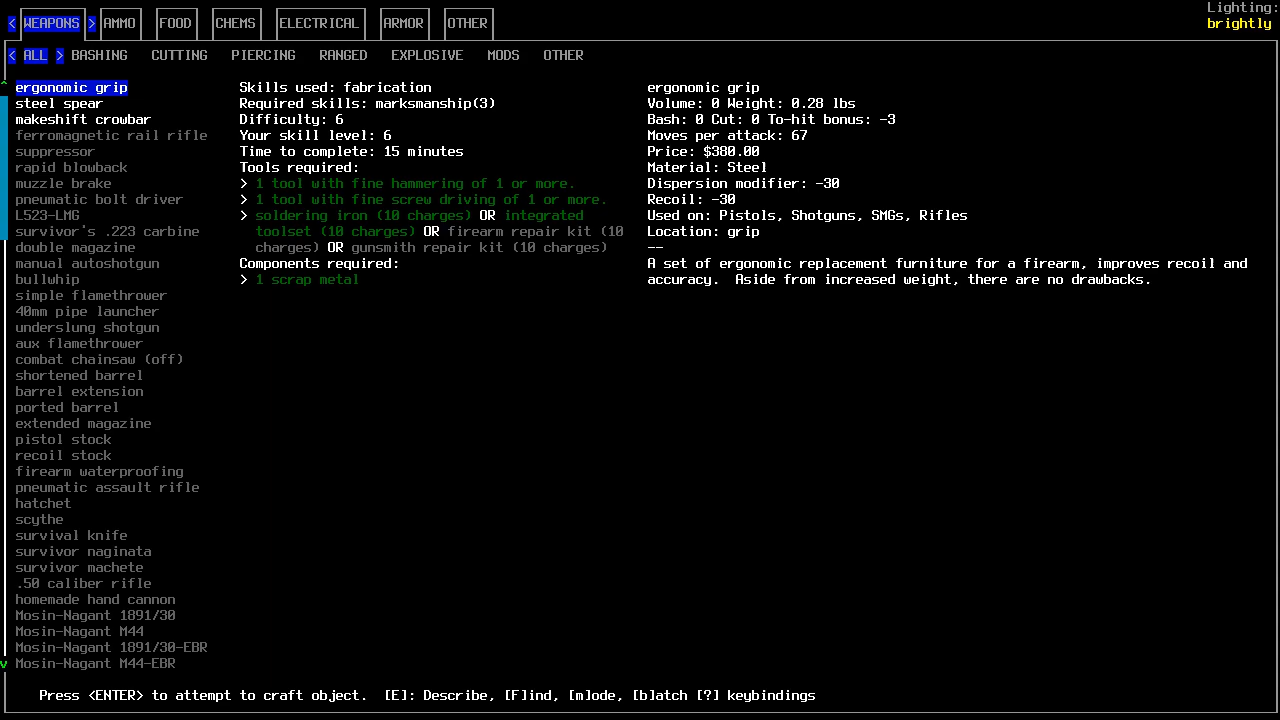 Lighting:
< WEAPONS > AMMO FOOD CHEMS ELECTRICAL ARMOR OTHER brightly
< ALL > BASHING CUTTING PIERCING RANGED EXPLOSIVE MODS OTHER
^
ergonomic grip
steel spear
makeshift crowbar
ferromagnetic rail rifle
suppressor
rapid blowback
muzzle brake
pneumatic bolt driver
L523-LMG
survivor's .223 carbine
double magazine
manual autoshotgun
bullwhip
simple flamethrower
40mm pipe launcher
underslung shotgun
aux flamethrower
combat chainsaw (off)
shortened barrel
barrel extension
ported barrel
extended magazine
pistol stock
recoil stock
firearm waterproofing
pneumatic assault rifle
hatchet
scythe
survival knife
survivor naginata
survivor machete
.50 caliber rifle
homemade hand cannon
Mosin-Nagant 1891/30
Mosin-Nagant M44
Mosin-Nagant 1891/30-EBR
v Mosin-Nagant M44-EBR
Skills used: fabrication
Required skills: marksmanship(3)
Difficulty: 6
Your skill level: 6
Time to complete: 15 minutes
Tools required:
> 1 tool with fine hammering of 1 or more.
> 1 tool with fine screw driving of 1 or more.
> soldering iron (10 charges) OR integrated
toolset (10 charges) OR firearm repair kit (10
charges) OR gunsmith repair kit (10 charges)
Components required:
> 1 scrap metal
ergonomic grip
Volume: 0 Weight: 0.28 lbs
Bash: 0 Cut: 0 To-hit bonus: -3
Moves per attack: 67
Price: $380.00
Material: Steel
Dispersion modifier: -30
Recoil: -30
Used on: Pistols, Shotguns, SMGs, Rifles
Location: grip
--
A set of ergonomic replacement furniture for a firearm, improves recoil and
accuracy.  Aside from increased weight, there are no drawbacks.
Press <ENTER> to attempt to craft object.  [E]: Describe, [F]ind, [m]ode, [b]atch [?] keybindings